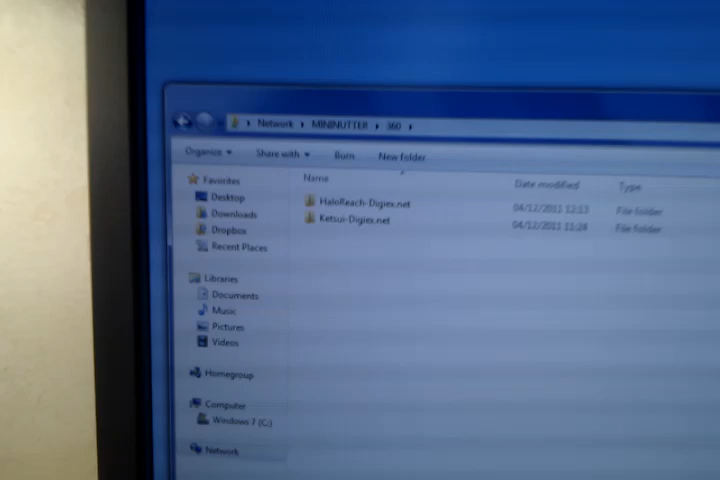 Network MININUTTER 360
Organize Share with Burn New folder
Favorites
Desktop
Downloads
Dropbox
Recent Places
Libraries
Documents
Music
Pictures
Videos
Homegroup
Computer
Windows 7 (C:)
Network
Name Date modified Type
HaloReach-Digiex.net 04/12/2011 12:13 File folder
Ketsui-Digiex.net 04/12/2011 11:24 File folder